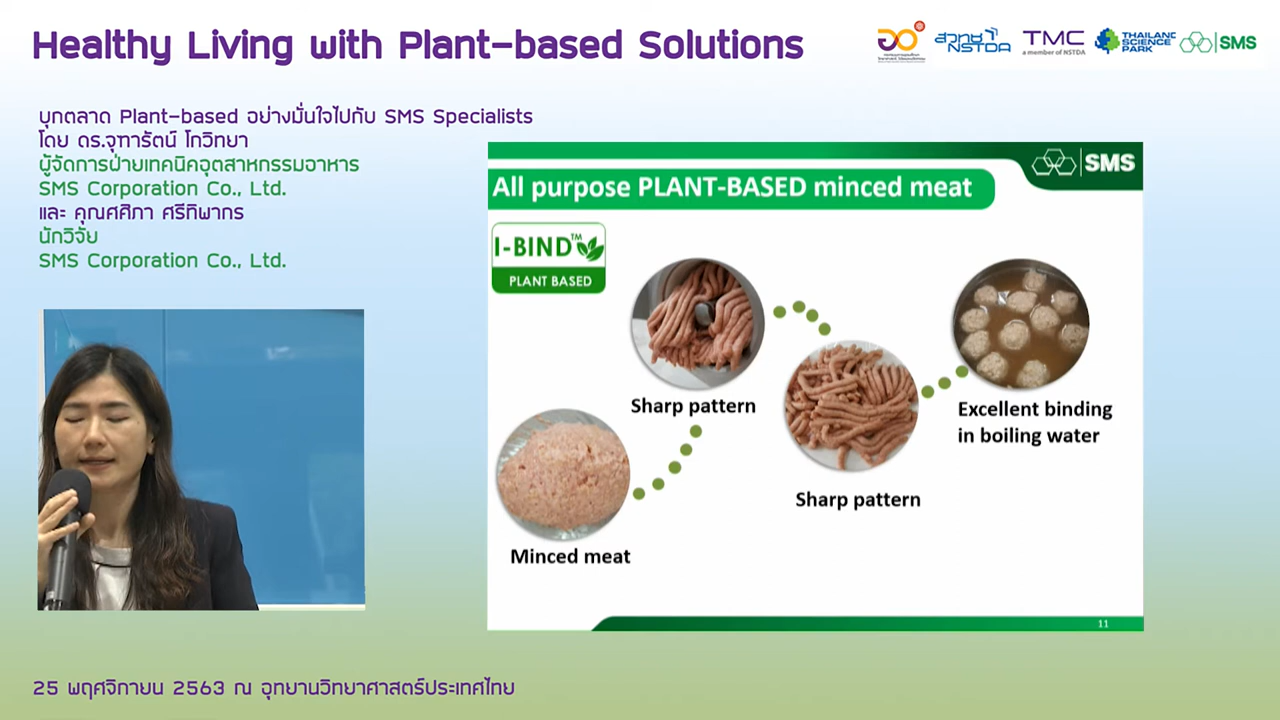 Healthy Living with Plant-based Solutions
สวทช
NSTDA
TMC
a member of NSTDA
THAILAND
SCIENCE
PARK
SMS
บุกตลาด Plant-based อย่างมั่นใจไปกับ SMS Specialists
โดย ดร.จุฑารัตน์ โกวิทยา
ผู้จัดการฝ่ายเทคนิคอุตสาหกรรมอาหาร
SMS Corporation Co., Ltd.
และ คุณศศิภา ศรีทิพากร
นักวิจัย
SMS Corporation Co., Ltd.
SMS
All purpose PLANT-BASED minced meat
I-BIND™
PLANT BASED
Sharp pattern
Excellent binding
in boiling water
Sharp pattern
Minced meat
11
25 พฤศจิกายน 2563 ณ อุทยานวิทยาศาสตร์ประเทศไทย